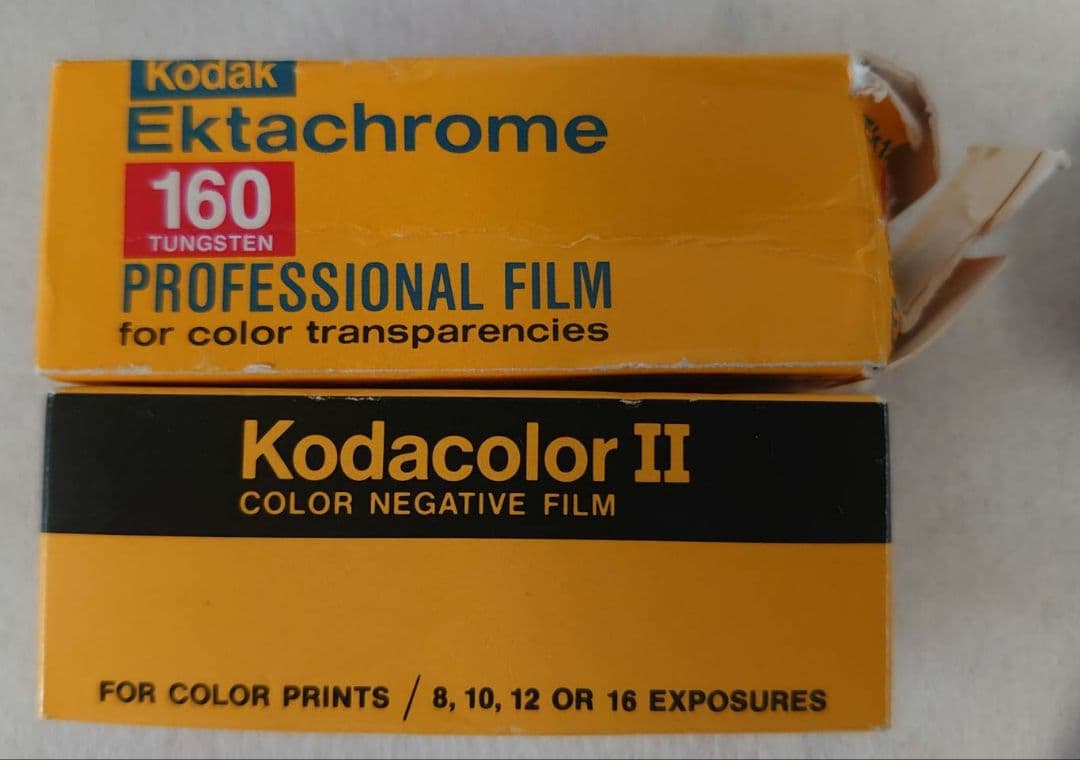 Kodak
Ektachrome
160
TUNGSTEN
PROFESSIONAL FILM
for color transparencies
Kodacolor II
COLOR NEGATIVE FILM
FOR COLOR PRINTS / 8, 10, 12 OR 16 EXPOSURES